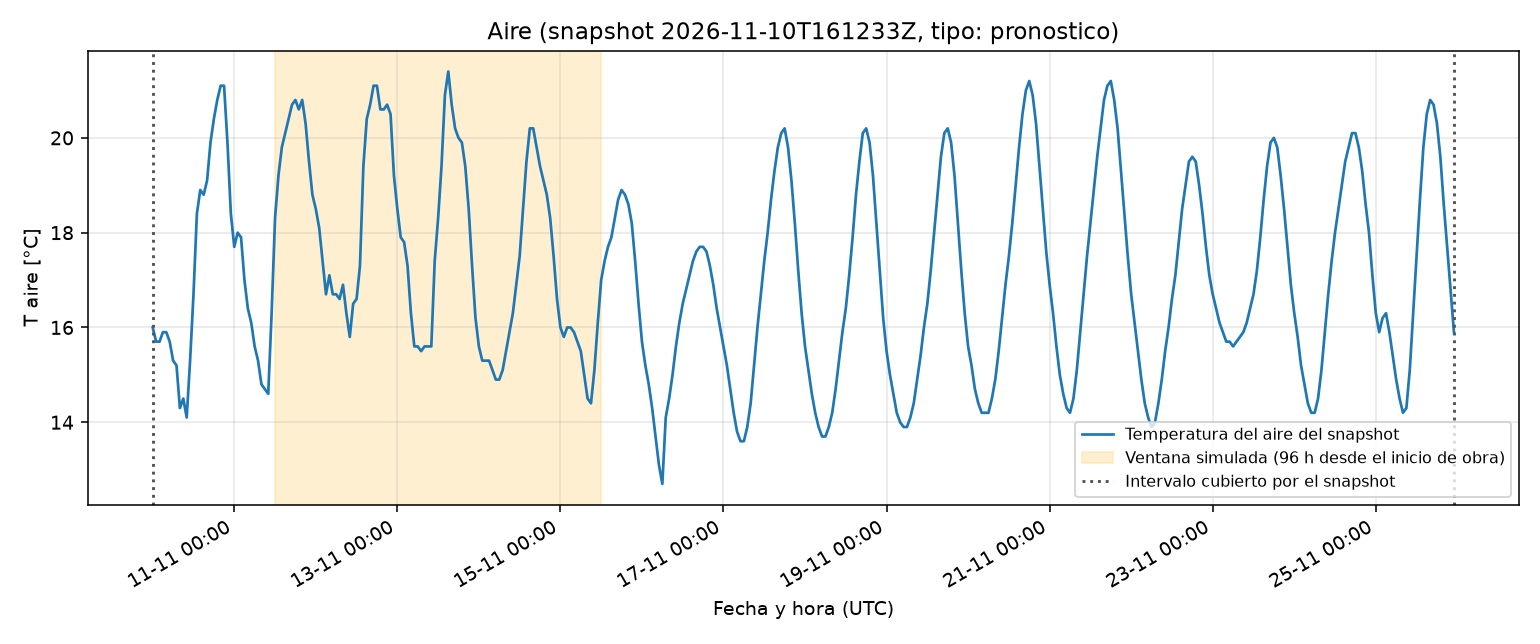 Aire (snapshot 2026-11-10T161233Z, tipo: pronostico)
T aire [°C]
20
18
16
14
Temperatura del aire del snapshot
Ventana simulada (96 h desde el inicio de obra)
Intervalo cubierto por el snapshot
11-11 00:00
13-11 00:00
15-11 00:00
17-11 00:00
19-11 00:00
21-11 00:00
23-11 00:00
25-11 00:00
Fecha y hora (UTC)